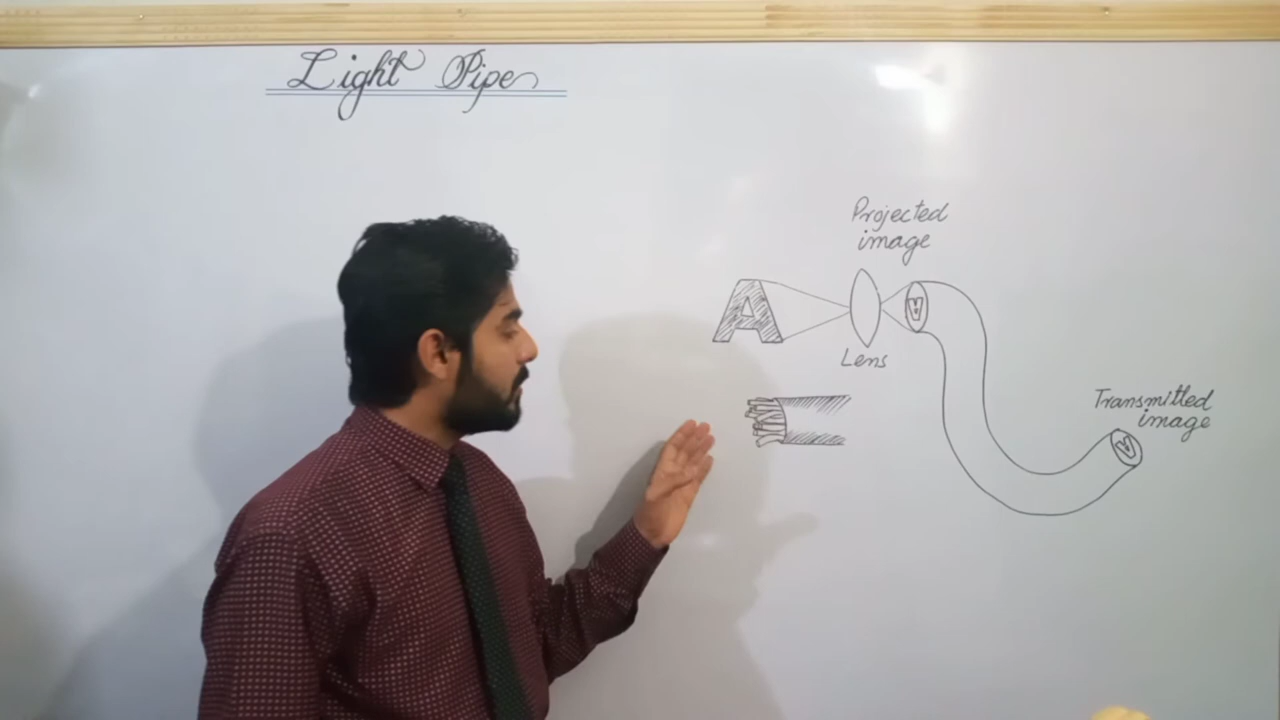 Light Pipe
Projected
image
A
A
Lens
Transmitted
image
A